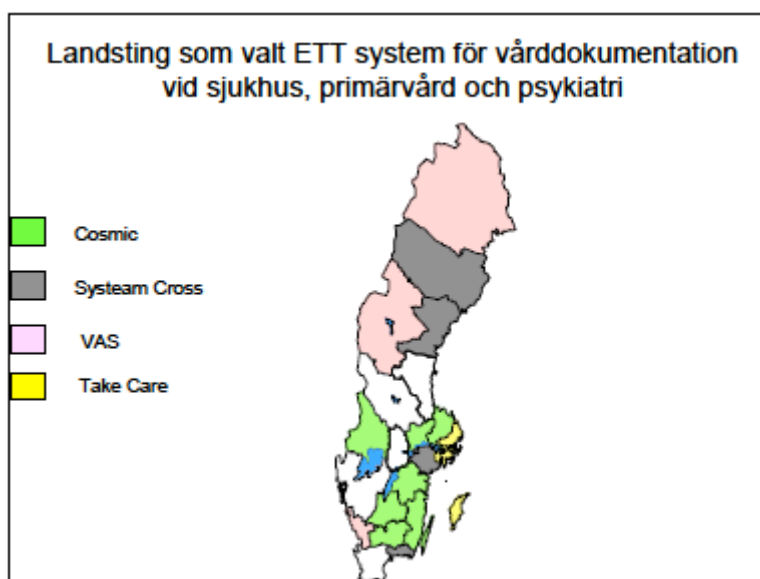 Landsting som valt ETT system för vårddokumentation
vid sjukhus, primärvård och psykiatri
Cosmic
Systeam Cross
VAS
Take Care